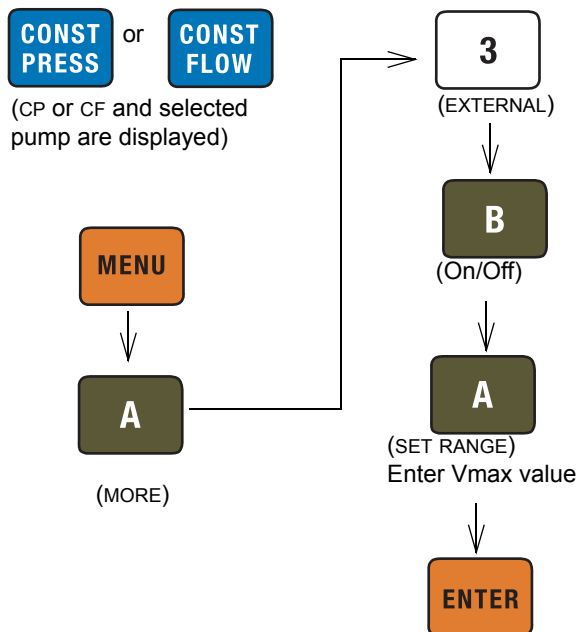 CONST
PRESS
or
CONST
FLOW
(CP or CF and selected
pump are displayed)
MENU
A
(MORE)
3
(EXTERNAL)
B
(On/Off)
A
(SET RANGE)
Enter Vmax value
ENTER